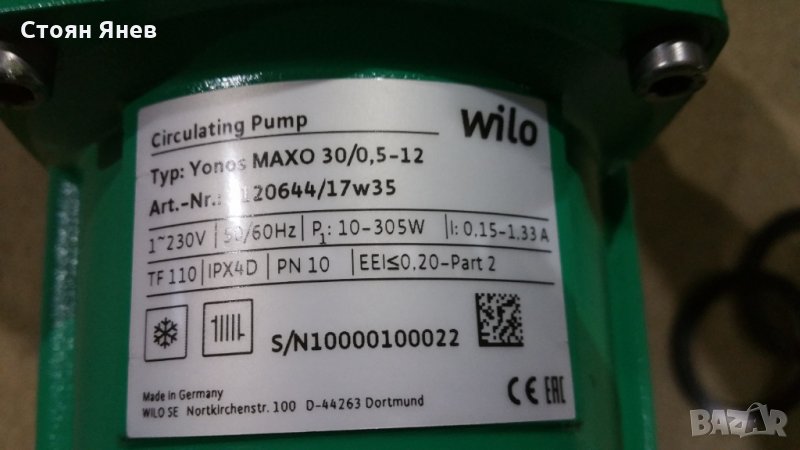 Стоян Янев
Circulating Pump
wilo
Typ: Yonos MAXO 30/0,5-12
Art.-Nr.: 120644/17w35
1~230V | 50/60Hz | P1: 10-305W | I: 0,15-1,33 A
TF 110 | IPX4D | PN 10 | EEI≤0,20-Part 2
S/N10000100022
Made in Germany
WILO SE Nortkirchenstr. 100 D-44263 Dortmund
CE EAC
BAZAR